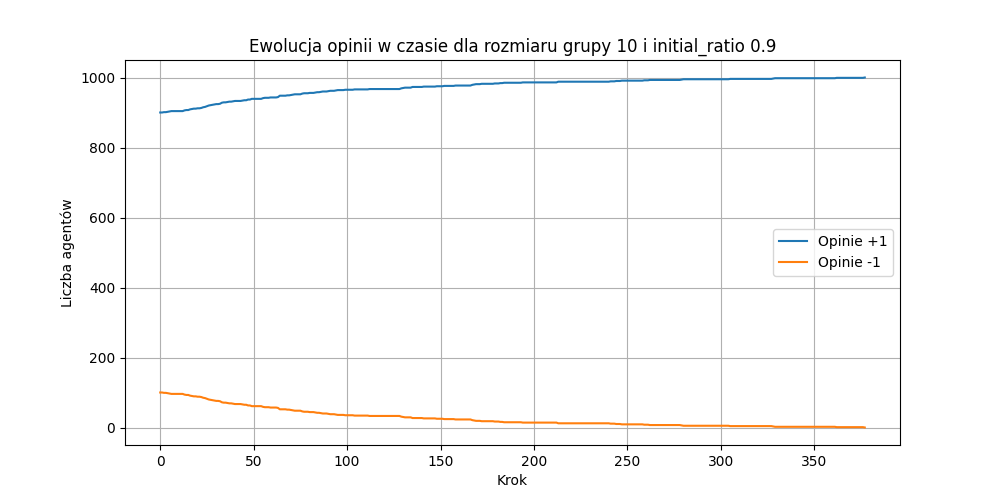 Ewolucja opinii w czasie dla rozmiaru grupy 10 i initial_ratio 0.9
1000
800
600
400
200
0
Liczba agentów
Opinie +1
Opinie -1
0 50 100 150 200 250 300 350
Krok